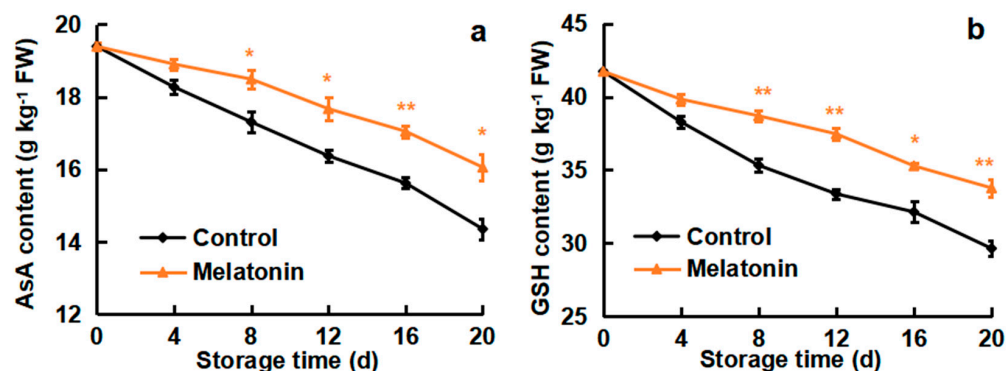 a
AsA content (g kg⁻¹ FW)
20
18
16
14
12
*
*
**
*
Control
Melatonin
0 4 8 12 16 20
Storage time (d)
b
GSH content (g kg⁻¹ FW)
45
40
35
30
25
**
**
*
**
Control
Melatonin
0 4 8 12 16 20
Storage time (d)